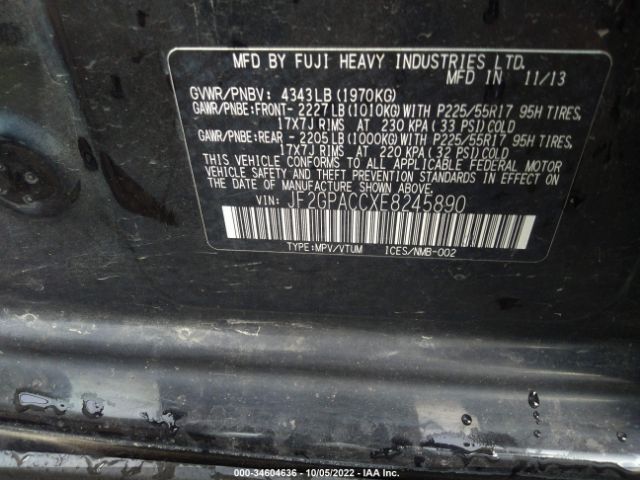 MFD BY FUJI HEAVY INDUSTRIES LTD.
MFD IN 11/13
GVWR/PNBV: 4343LB(1970KG)
GAWR/PNBE:FRONT-2227LB(1010KG)WITH P225/55R17 95H TIRES,
17X7J RIMS AT 230 KPA(33 PSI)COLD
GAWR/PNBE:REAR -2205LB(1000KG)WITH P225/55R17 95H TIRES,
17X7J RIMS AT 220 KPA(32 PSI)COLD
THIS VEHICLE CONFORMS TO ALL APPLICABLE FEDERAL MOTOR
VEHICLE SAFETY AND THEFT PREVENTION STANDARDS IN EFFECT ON
THE DATE OF MANUFACTURE SHOWN ABOVE.
VIN: JF2GPACCXE8245890
TYPE:MPV/VTUM ICES/NMB-002
000-34604636 - 10/05/2022 - IAA Inc.